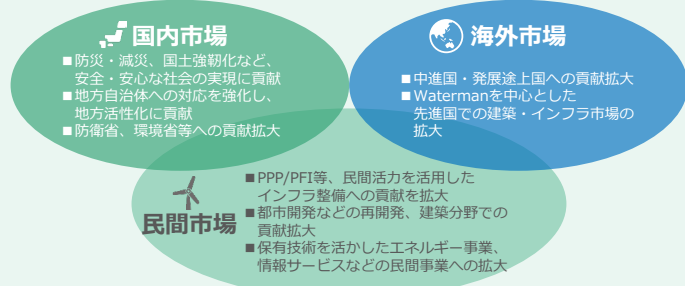 国内市場
■防災・減災、国土強靭化など、
安全・安心な社会の実現に貢献
■地方自治体への対応を強化し、
地方活性化に貢献
■防衛省、環境省等への貢献拡大
海外市場
■中進国・発展途上国への貢献拡大
■Watermanを中心とした
先進国での建築・インフラ市場の
拡大
民間市場
■PPP/PFI等、民間活力を活用した
インフラ整備への貢献を拡大
■都市開発などの再開発、建築分野での
貢献拡大
■保有技術を活かしたエネルギー事業、
情報サービスなどの民間事業への拡大